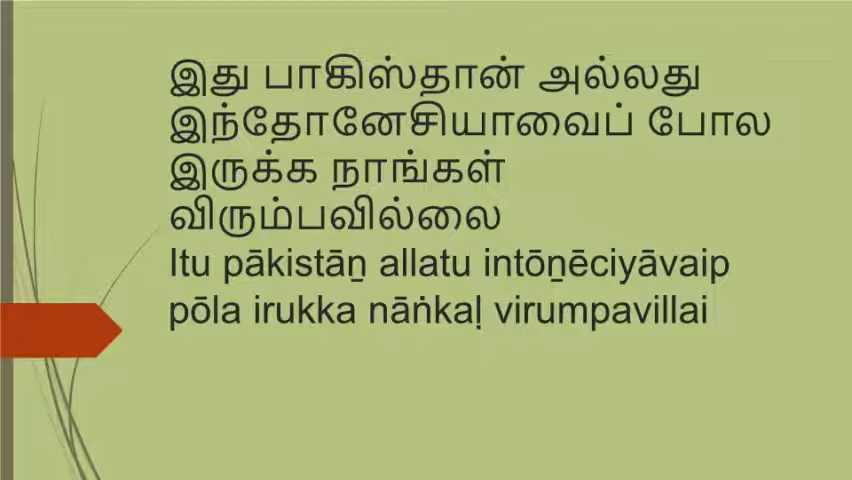 இது பாகிஸ்தான் அல்லது
இந்தோனேசியாவைப் போல
இருக்க நாங்கள்
விரும்பவில்லை
Itu pākistāṉ allatu intōṉēciyāvaip
pōla irukka nāṅkaḷ virumpavillai